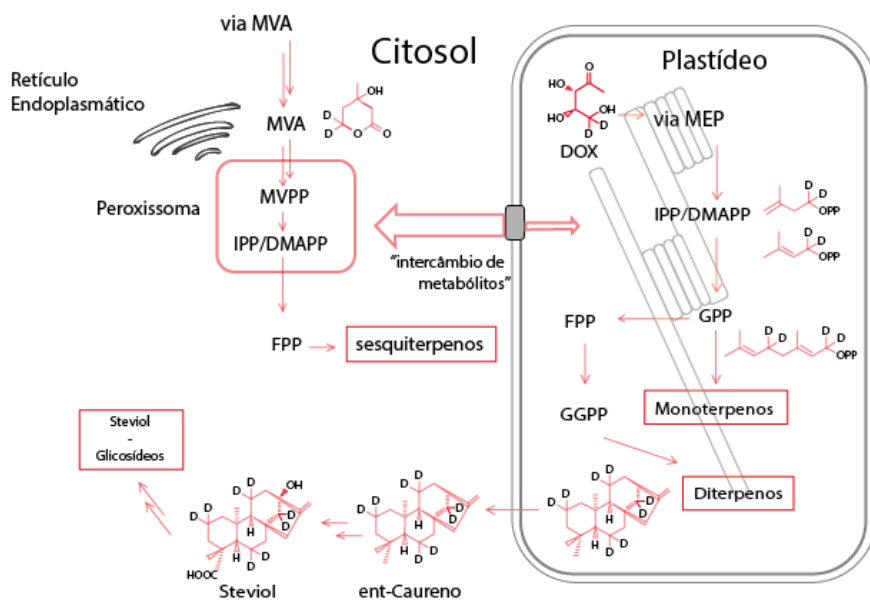 via MVA
Citosol
Plastídeo
Retículo
Endoplasmático
MVA
OH
D
D
O
O
O
HO
HO
OH
D
D
DOX
via MEP
Peroxissoma
MVPP
IPP/DMAPP
"intercâmbio de
metabólitos"
IPP/DMAPP
D
D
OPP
D
D
OPP
FPP
sesquiterpenos
FPP
GPP
D
D
D
D
OPP
GGPP
Monoterpenos
Diterpenos
Steviol
-
Glicosídeos
D
D
D
D
OH
D
D
H
H
D
D
HOOC
Steviol
D
D
D
D
D
D
H
H
D
D
ent-Caureno
D
D
D
D
D
D
H
H
D
D